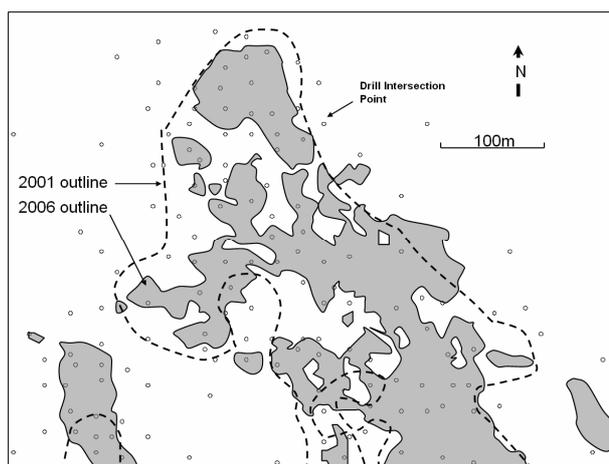 N
Drill Intersection
Point
100m
2001 outline
2006 outline